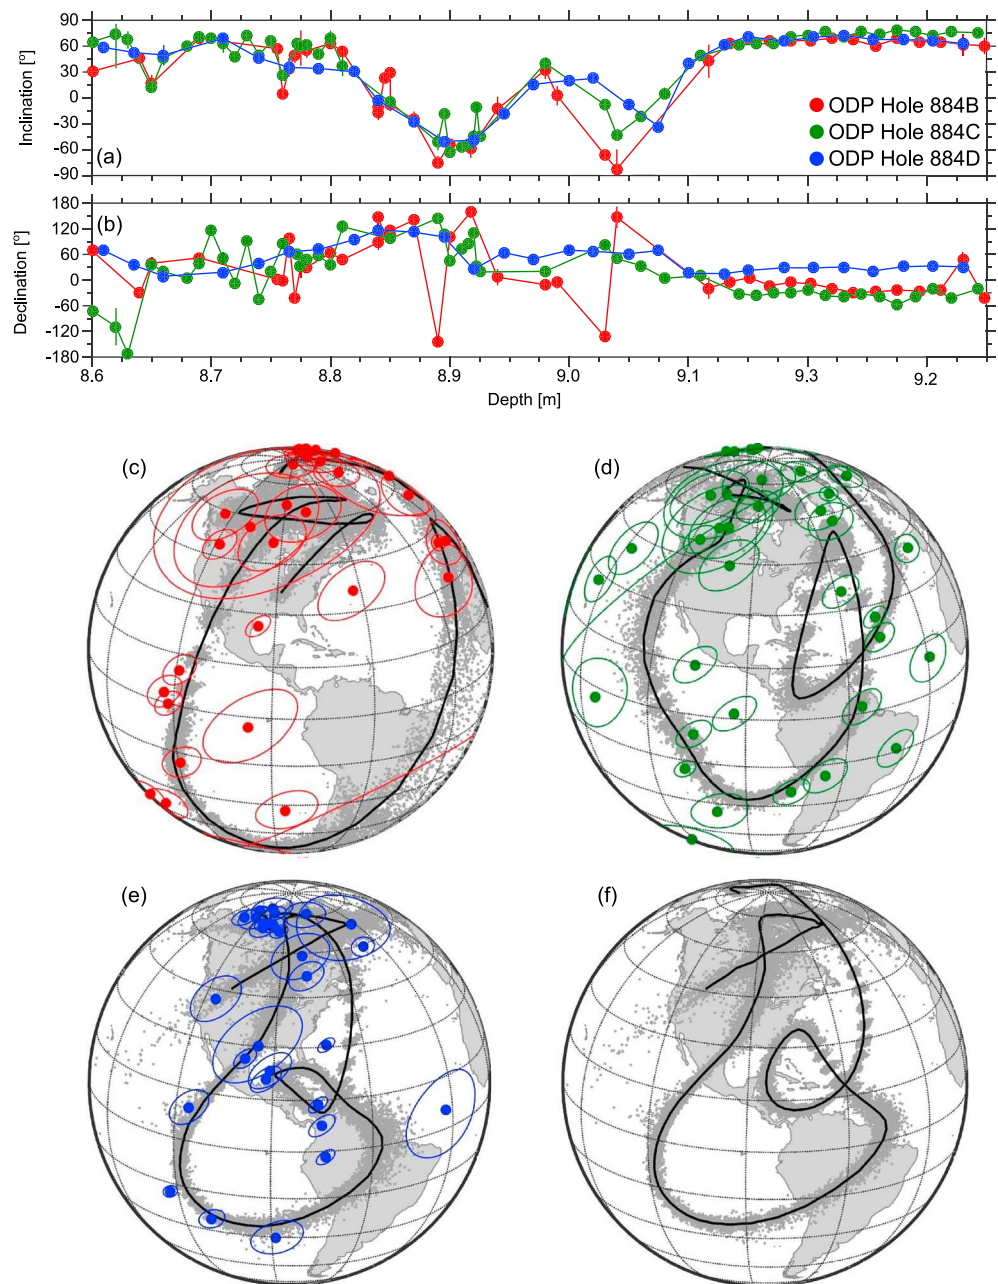 90
60
30
0
-30
-60
-90
Inclination [º]
(a)
ODP Hole 884B
ODP Hole 884C
ODP Hole 884D
180
120
60
0
-60
-120
-180
Declination [º]
(b)
8.6 8.7 8.8 8.9 9.0 9.1 9.3 9.2
Depth [m]
(c) (d)
(e) (f)